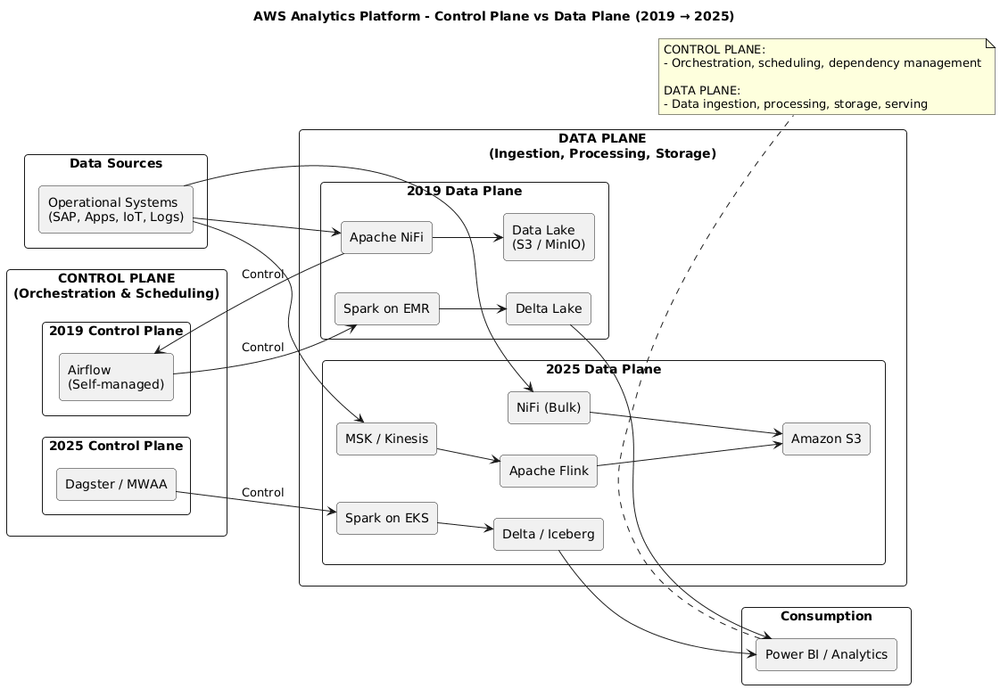 AWS Analytics Platform - Control Plane vs Data Plane (2019 → 2025)
CONTROL PLANE:
- Orchestration, scheduling, dependency management
DATA PLANE:
- Data ingestion, processing, storage, serving
Data Sources
Operational Systems
(SAP, Apps, IoT, Logs)
CONTROL PLANE
(Orchestration & Scheduling)
2019 Control Plane
Airflow
(Self-managed)
2025 Control Plane
Dagster / MWAA
Control
Control
Control
DATA PLANE
(Ingestion, Processing, Storage)
2019 Data Plane
Apache NiFi
Data Lake
(S3 / MinIO)
Spark on EMR
Delta Lake
2025 Data Plane
NiFi (Bulk)
MSK / Kinesis
Amazon S3
Apache Flink
Spark on EKS
Delta / Iceberg
Consumption
Power BI / Analytics